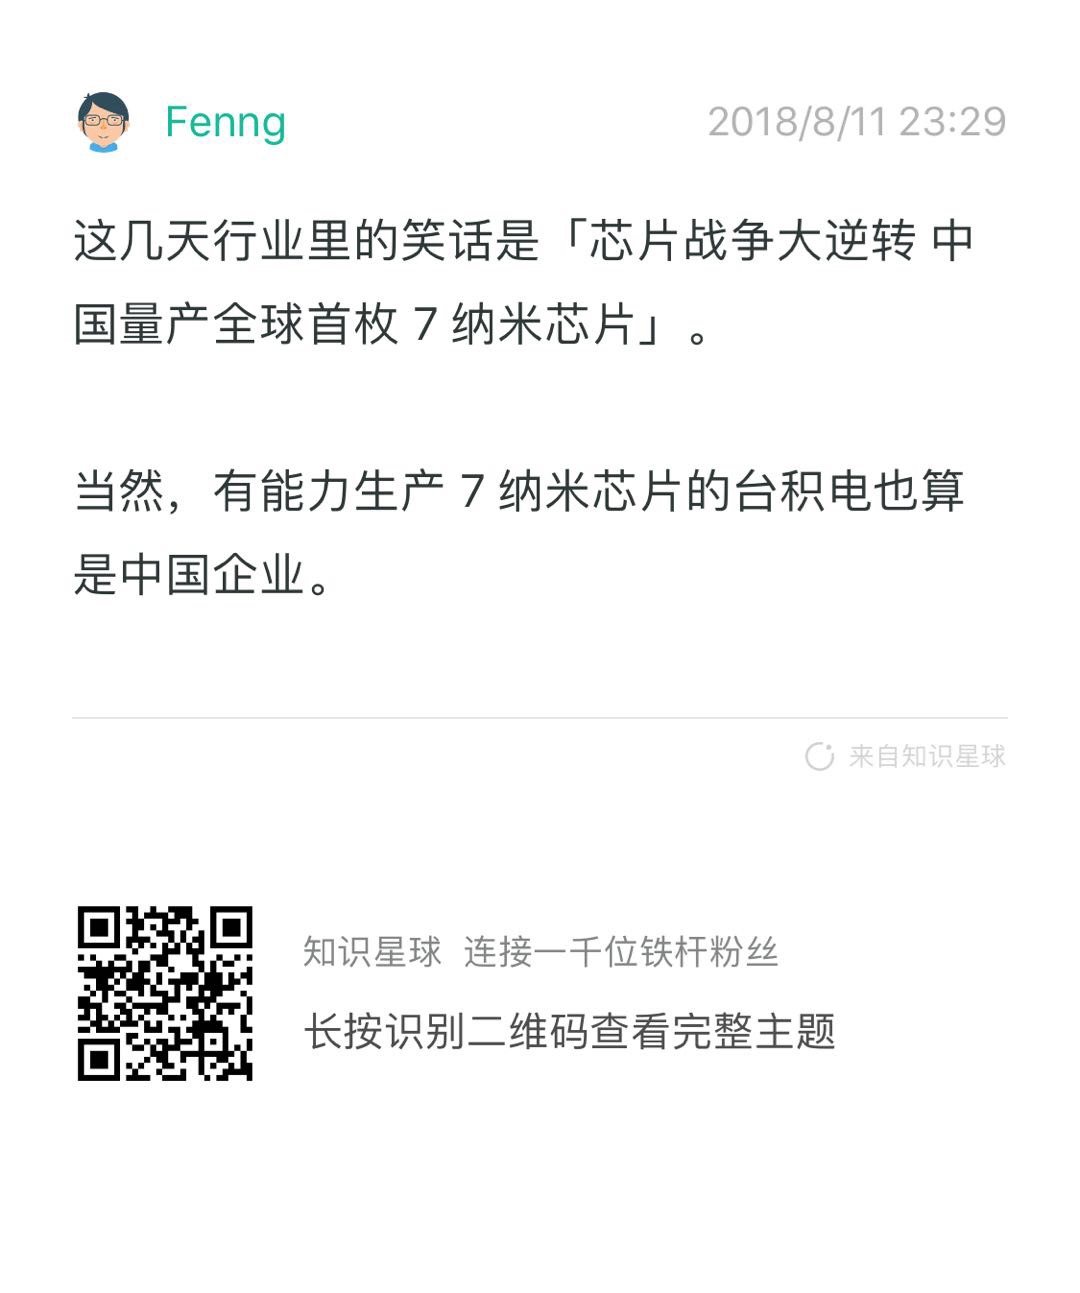 Fenng
2018/8/11 23:29
这几天行业里的笑话是「芯片战争大逆转 中
国量产全球首枚 7 纳米芯片」。
当然，有能力生产 7 纳米芯片的台积电也算
是中国企业。
来自知识星球
知识星球 连接一千位铁杆粉丝
长按识别二维码查看完整主题